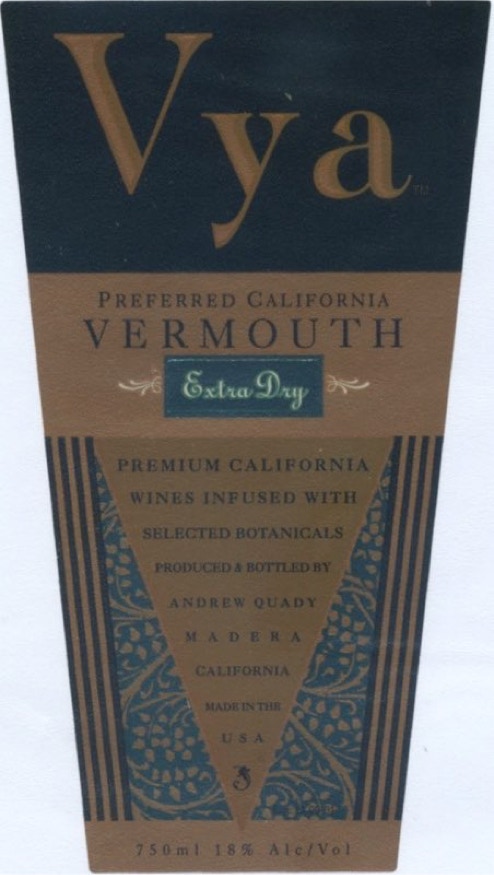 Vya TM
PREFERRED CALIFORNIA
VERMOUTH
Extra Dry
PREMIUM CALIFORNIA
WINES INFUSED WITH
SELECTED BOTANICALS
PRODUCED & BOTTLED BY
ANDREW QUADY
MADERA
CALIFORNIA
MADE IN THE
USA
750ml 18% Alc/Vol